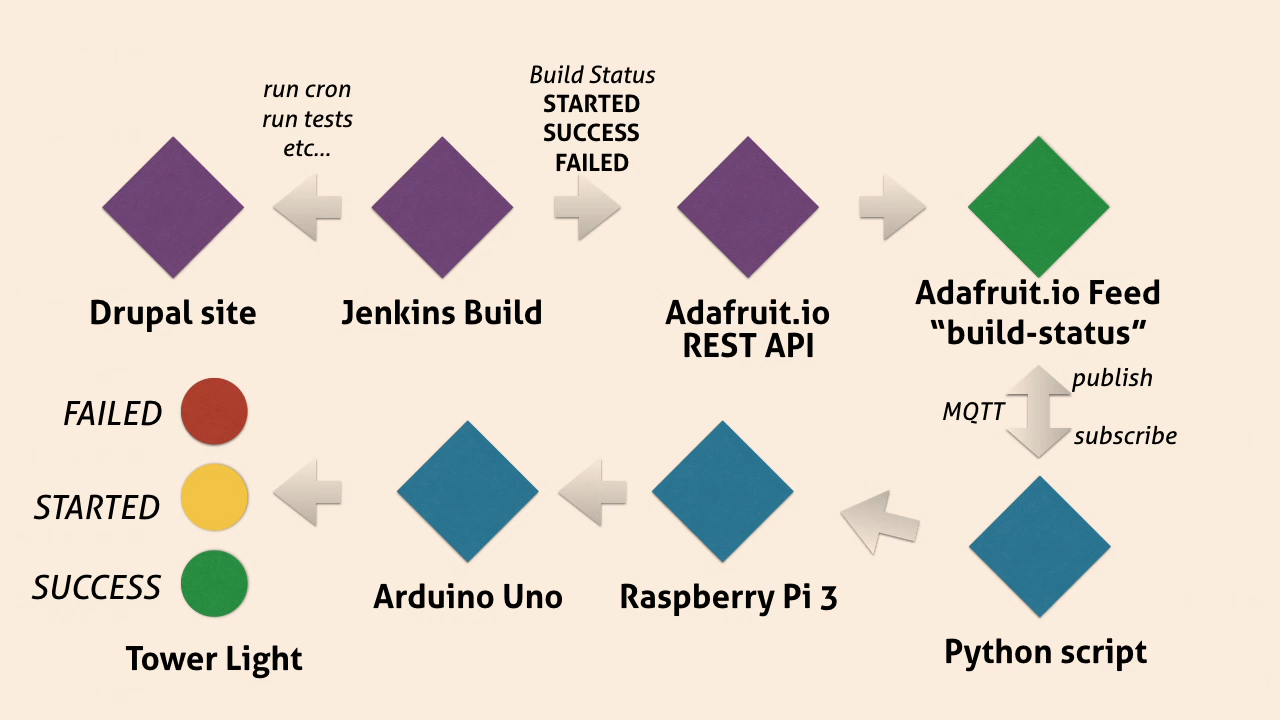 run cron
run tests
etc...
Build Status
STARTED
SUCCESS
FAILED
Drupal site
Jenkins Build
Adafruit.io
REST API
Adafruit.io Feed
“build-status”
publish
MQTT
subscribe
FAILED
STARTED
SUCCESS
Tower Light
Arduino Uno
Raspberry Pi 3
Python script